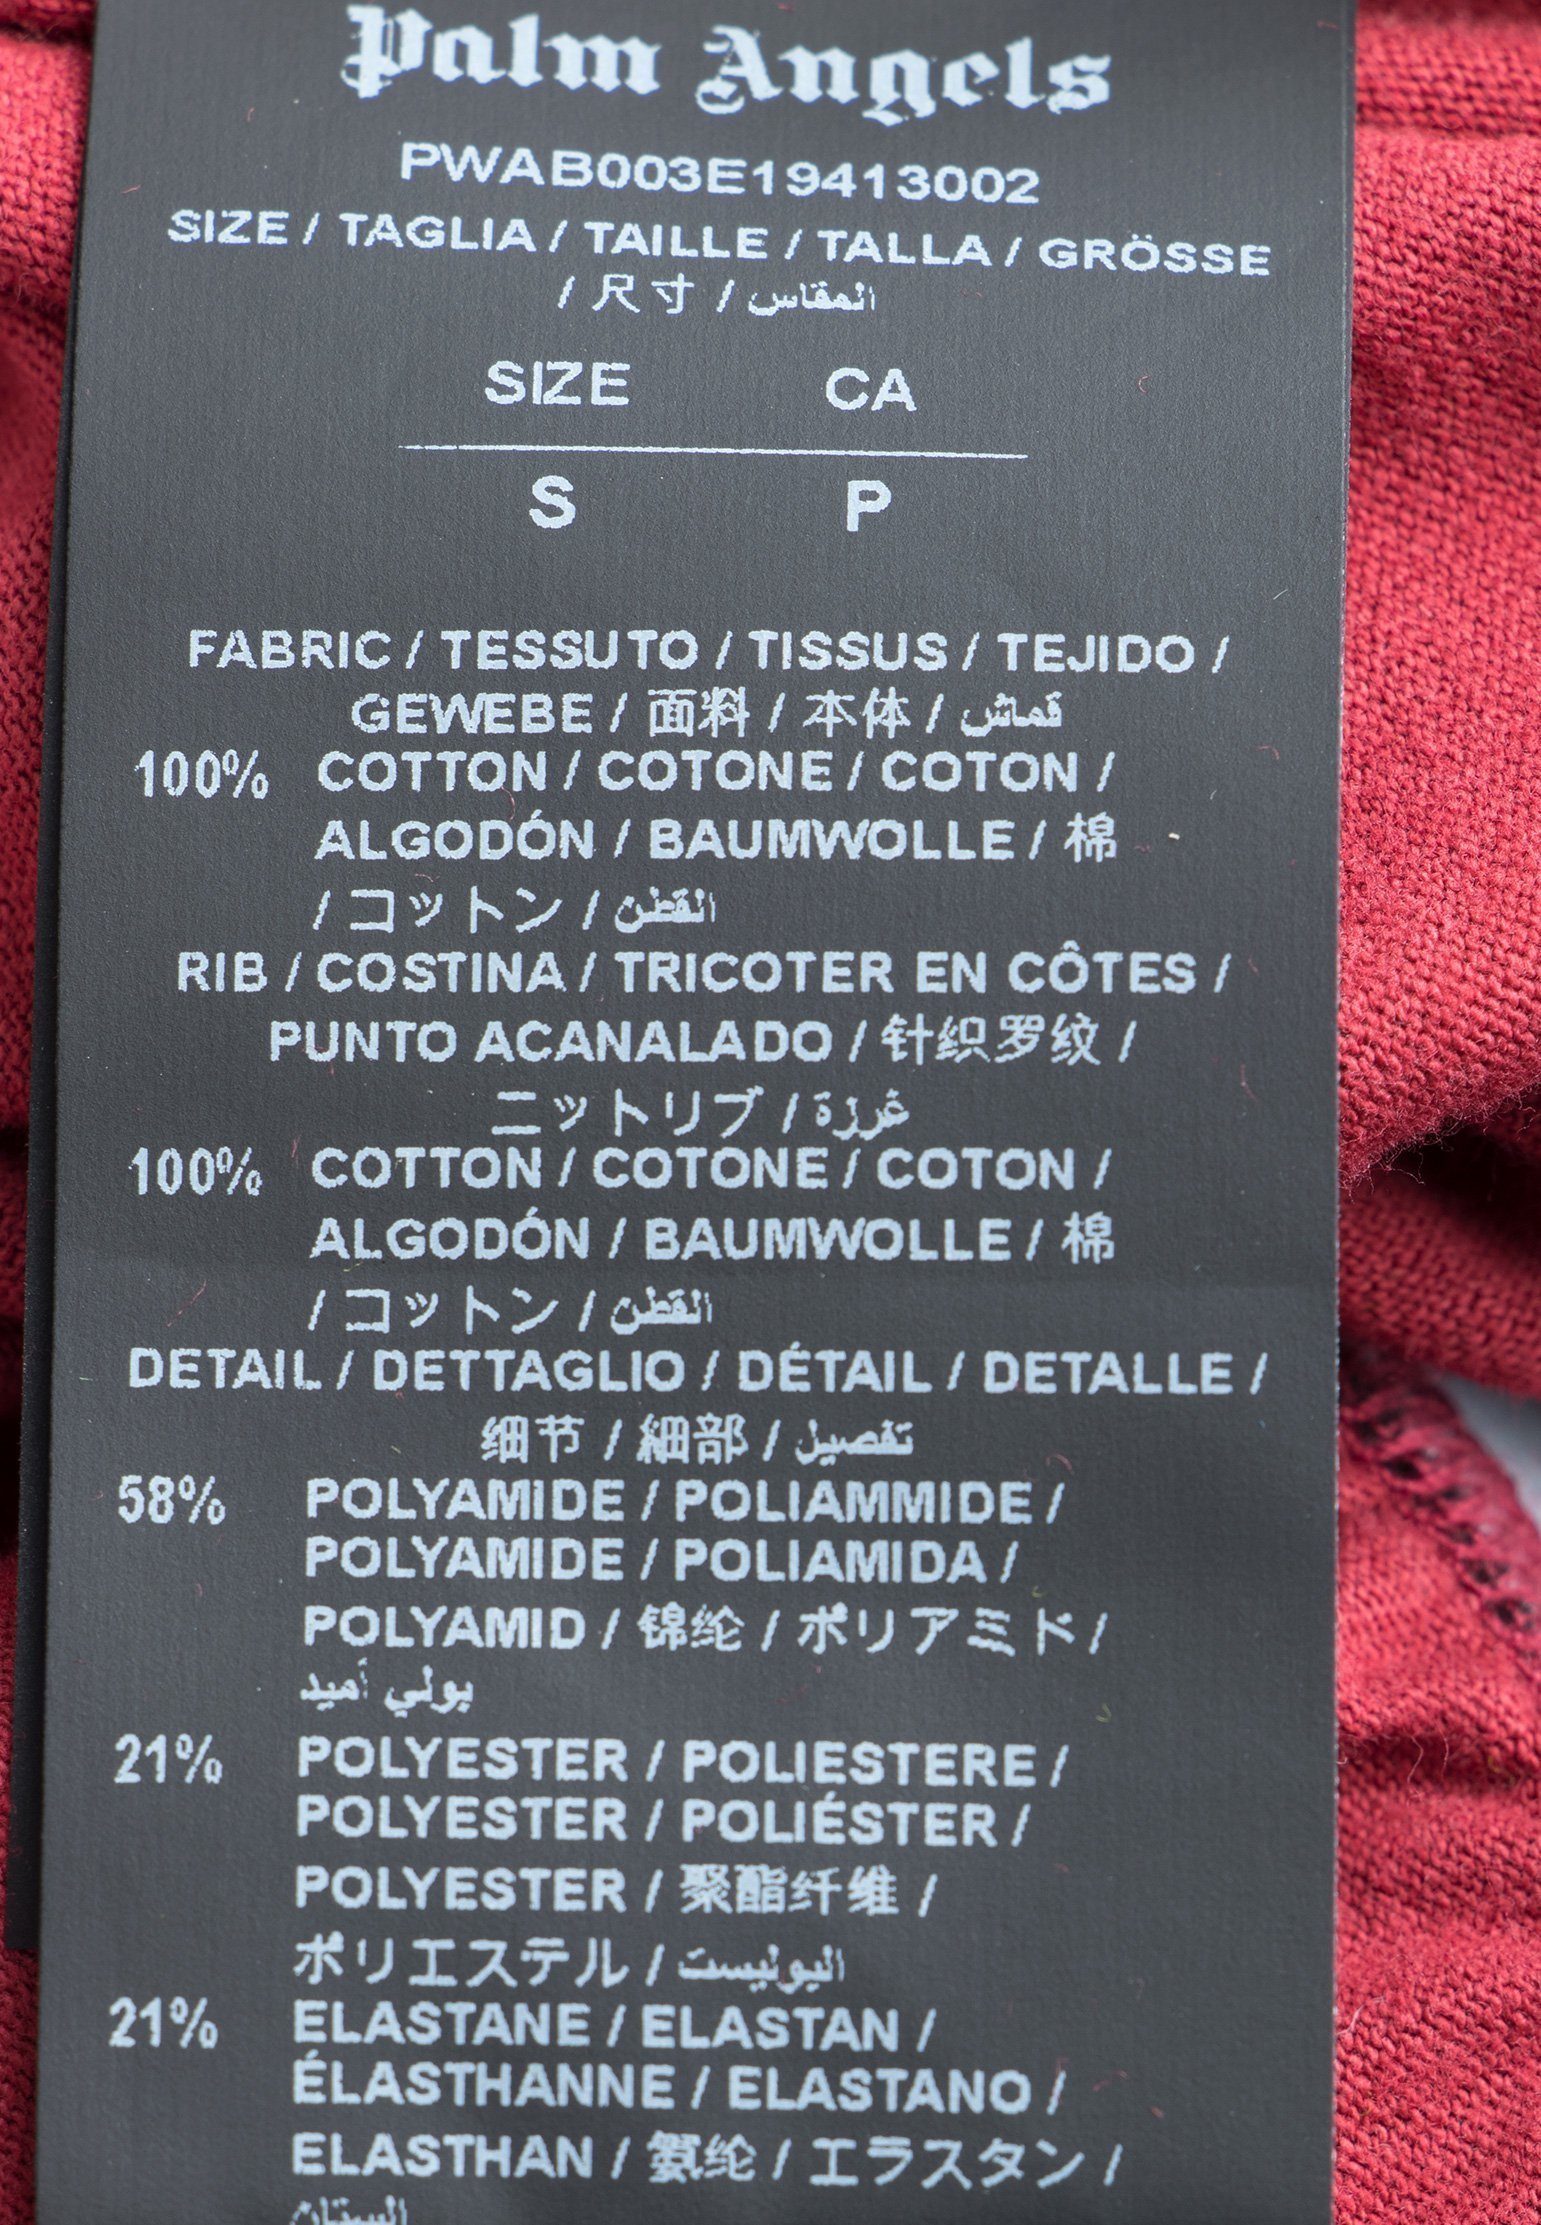 Palm Angels
PWAB003E19413002
SIZE / TAGLIA / TAILLE / TALLA / GRÖSSE
/ 尺寸 / المقاس
SIZE CA
S P
FABRIC / TESSUTO / TISSUS / TEJIDO /
GEWEBE / 面料 / 本体 / قماش
100% COTTON / COTONE / COTON /
ALGODÓN / BAUMWOLLE / 棉
/ コットン / القطن
RIB / COSTINA / TRICOTER EN CÔTES /
PUNTO ACANALADO / 针织罗纹 /
ニットリブ / غرزة
100% COTTON / COTONE / COTON /
ALGODÓN / BAUMWOLLE / 棉
/ コットン / القطن
DETAIL / DETTAGLIO / DÉTAIL / DETALLE /
细节 / 細部 / تفصيل
58% POLYAMIDE / POLIAMMIDE /
POLYAMIDE / POLIAMIDA /
POLYAMID / 锦纶 / ポリアミド /
بولي أميد
21% POLYESTER / POLIESTERE /
POLYESTER / POLIÉSTER /
POLYESTER / 聚酯纤维 /
ポリエステル / البوليست
21% ELASTANE / ELASTAN /
ÉLASTHANNE / ELASTANO /
ELASTHAN / 氨纶 / エラスタン /